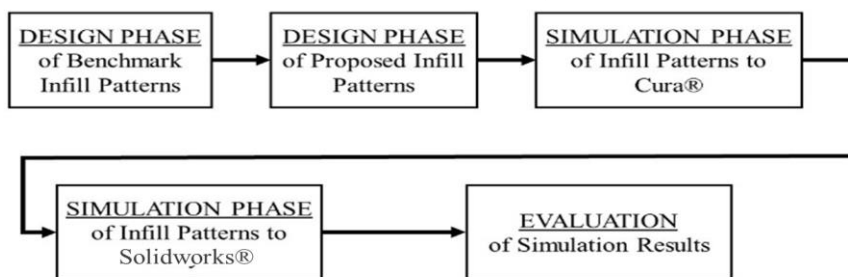 DESIGN PHASE
of Benchmark
Infill Patterns
DESIGN PHASE
of Proposed Infill
Patterns
SIMULATION PHASE
of Infill Patterns to
Cura®
SIMULATION PHASE
of Infill Patterns to
Solidworks®
EVALUATION
of Simulation Results